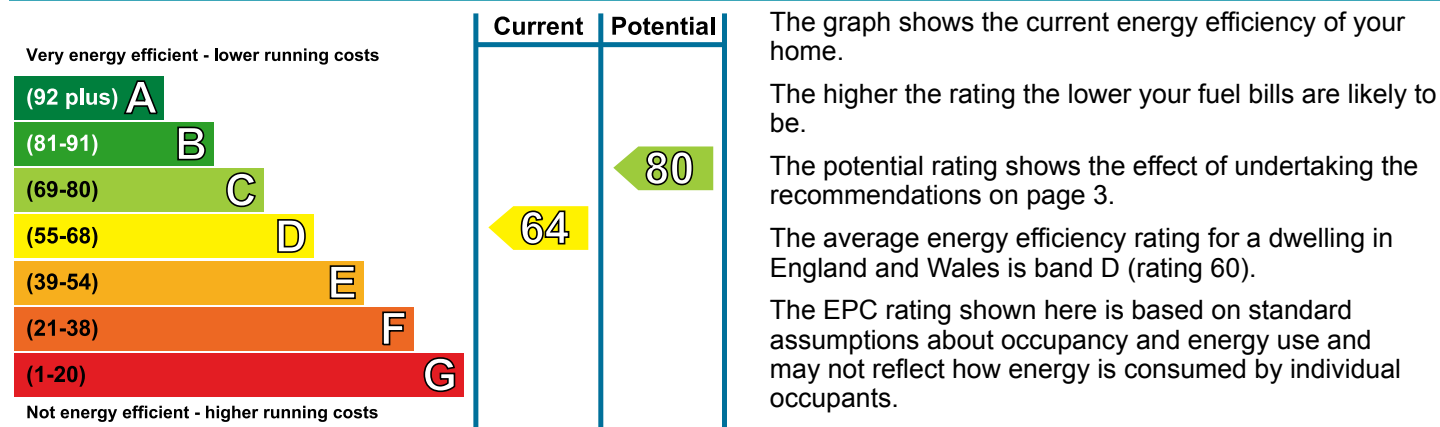 Current Potential
Very energy efficient - lower running costs
(92 plus) A
(81-91) B
(69-80) C
(55-68) D
(39-54) E
(21-38) F
(1-20) G
Not energy efficient - higher running costs
64
80
The graph shows the current energy efficiency of your
home.
The higher the rating the lower your fuel bills are likely to
be.
The potential rating shows the effect of undertaking the
recommendations on page 3.
The average energy efficiency rating for a dwelling in
England and Wales is band D (rating 60).
The EPC rating shown here is based on standard
assumptions about occupancy and energy use and
may not reflect how energy is consumed by individual
occupants.